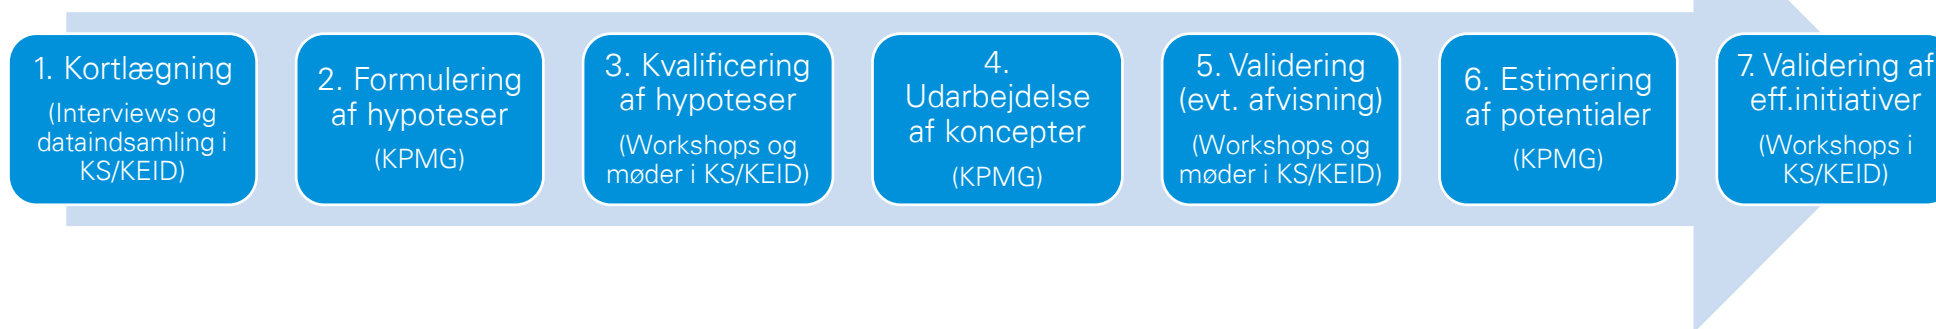 1. Kortlægning
(Interviews og
dataindsamling i
KS/KEID)
2. Formulering
af hypoteser
(KPMG)
3. Kvalificering
af hypoteser
(Workshops og
møder i KS/KEID)
4.
Udarbejdelse
af koncepter
(KPMG)
5. Validering
(evt. afvisning)
(Workshops og
møder i KS/KEID)
6. Estimering
af potentialer
(KPMG)
7. Validering af
eff.initiativer
(Workshops i
KS/KEID)